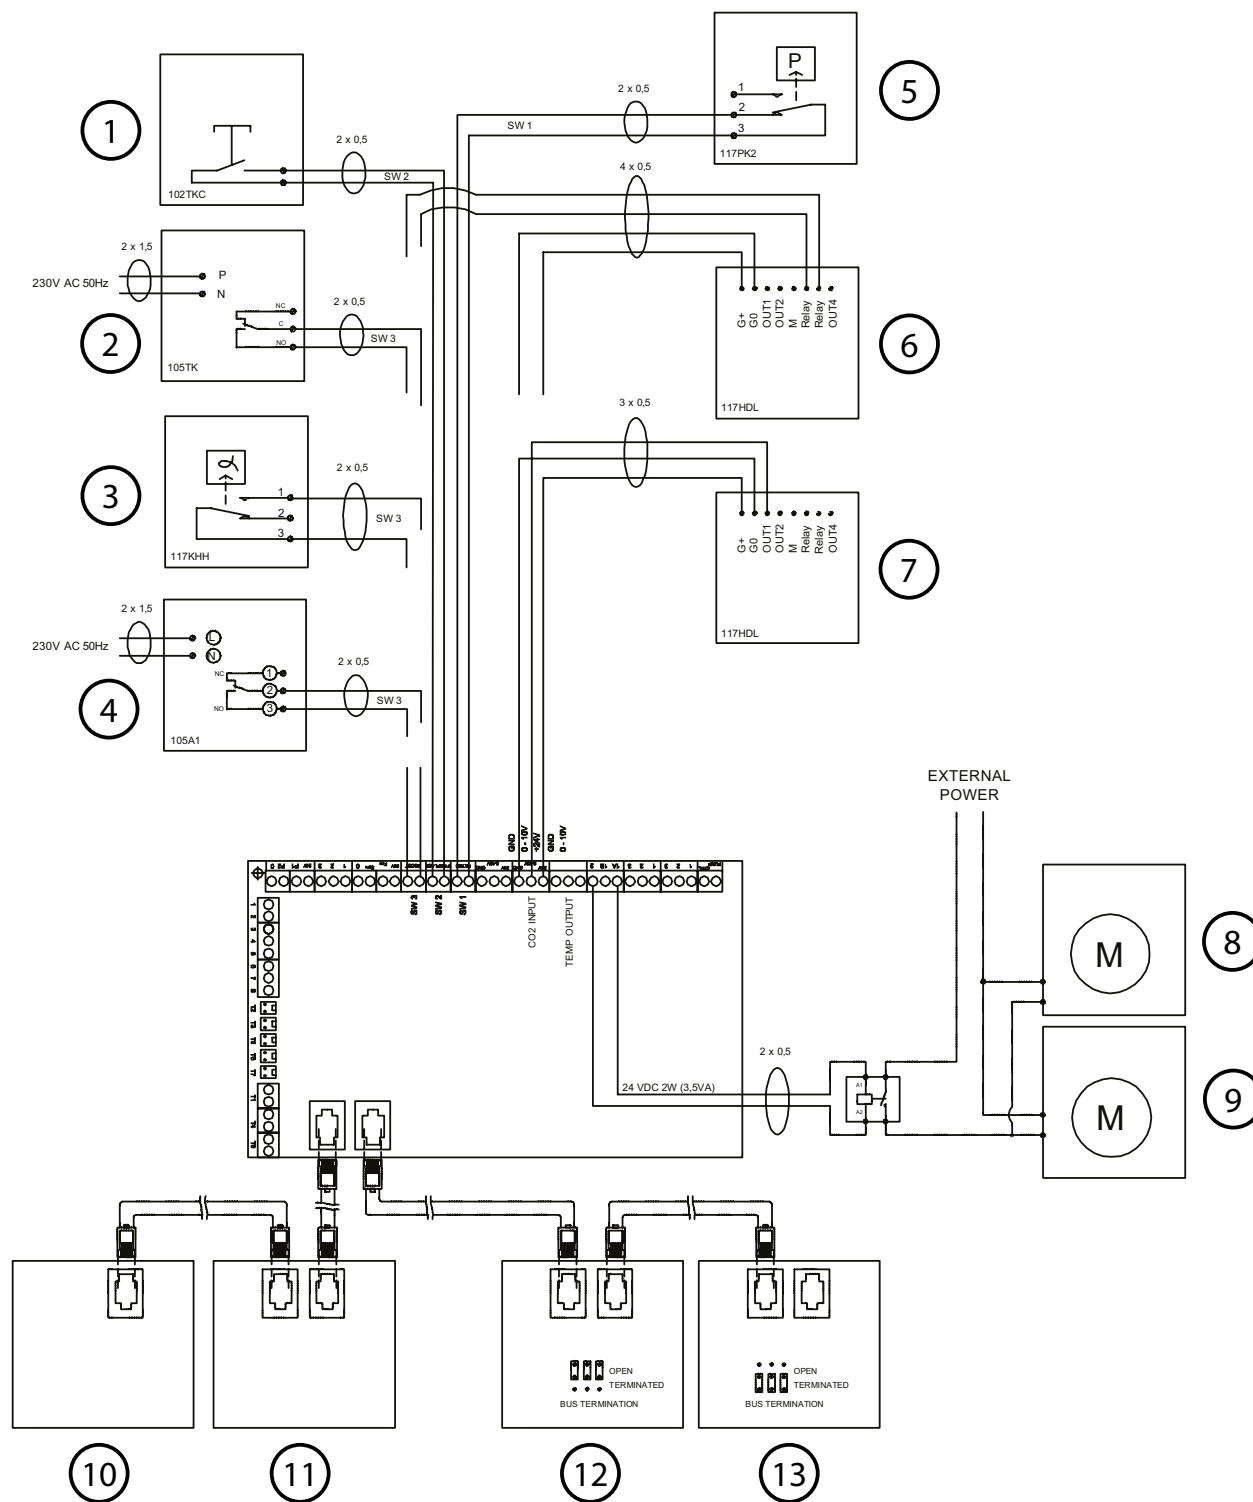 1
2 x 0,5
SW 2
102TKC
2 x 1,5
230V AC 50Hz
P
N
NC
C
NO
2 x 0,5
SW 3
105TK
2
1
2
3
2 x 0,5
SW 3
117KHH
3
2 x 1,5
230V AC 50Hz
L
N
NC
1
2
NO
3
2 x 0,5
SW 3
105A1
4
P
1
2
3
2 x 0,5
SW 1
117PK2
5
4 x 0,5
G+
G0
OUT1
OUT2
M
Relay
Relay
OUT4
117HDL
6
3 x 0,5
G+
G0
OUT1
OUT2
M
Relay
Relay
OUT4
117HDL
7
EXTERNAL
POWER
GND
0 - 10V
+24V
GND
0 - 10V
SW 3
SW 2
SW 1
CO2 INPUT
TEMP OUTPUT
M
8
2 x 0,5
24 VDC 2W (3,5VA)
A1
A2
M
9
OPEN
TERMINATED
BUS TERMINATION
OPEN
TERMINATED
BUS TERMINATION
10
11
12
13